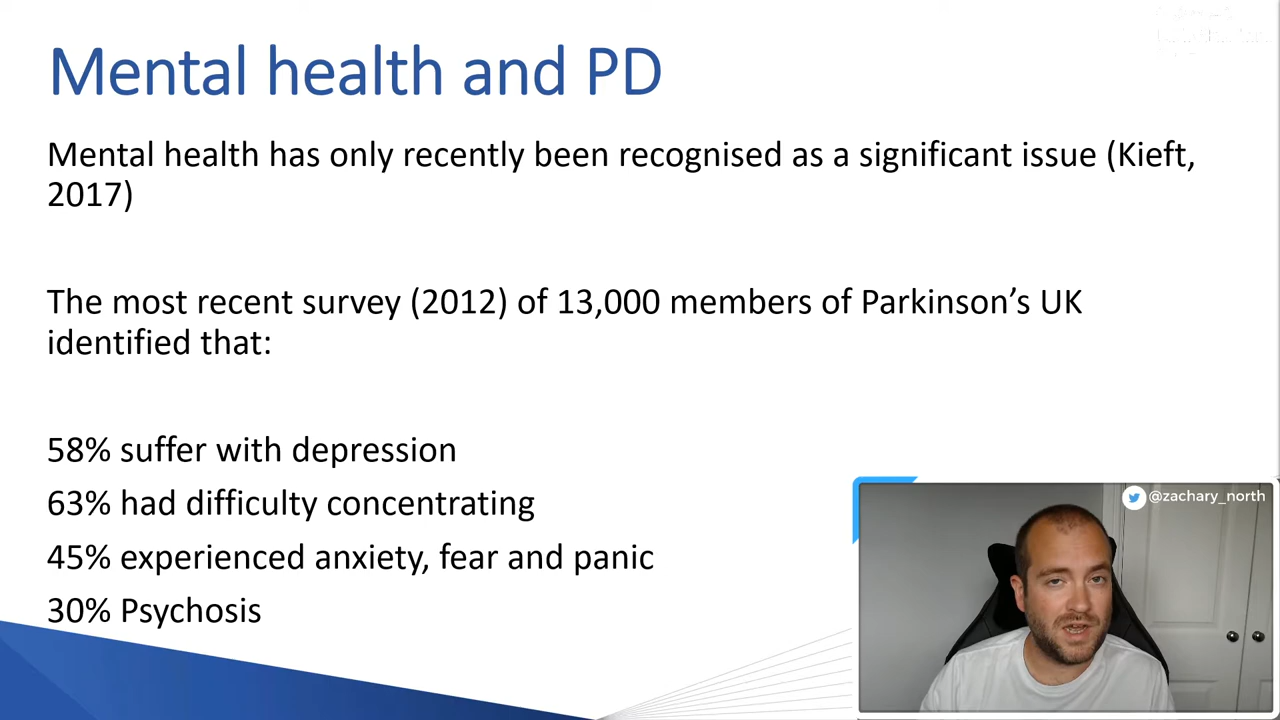 Mental health and PD
Mental health has only recently been recognised as a significant issue (Kieft,
2017)
The most recent survey (2012) of 13,000 members of Parkinson’s UK
identified that:
58% suffer with depression
63% had difficulty concentrating
45% experienced anxiety, fear and panic
30% Psychosis
@zachary_north